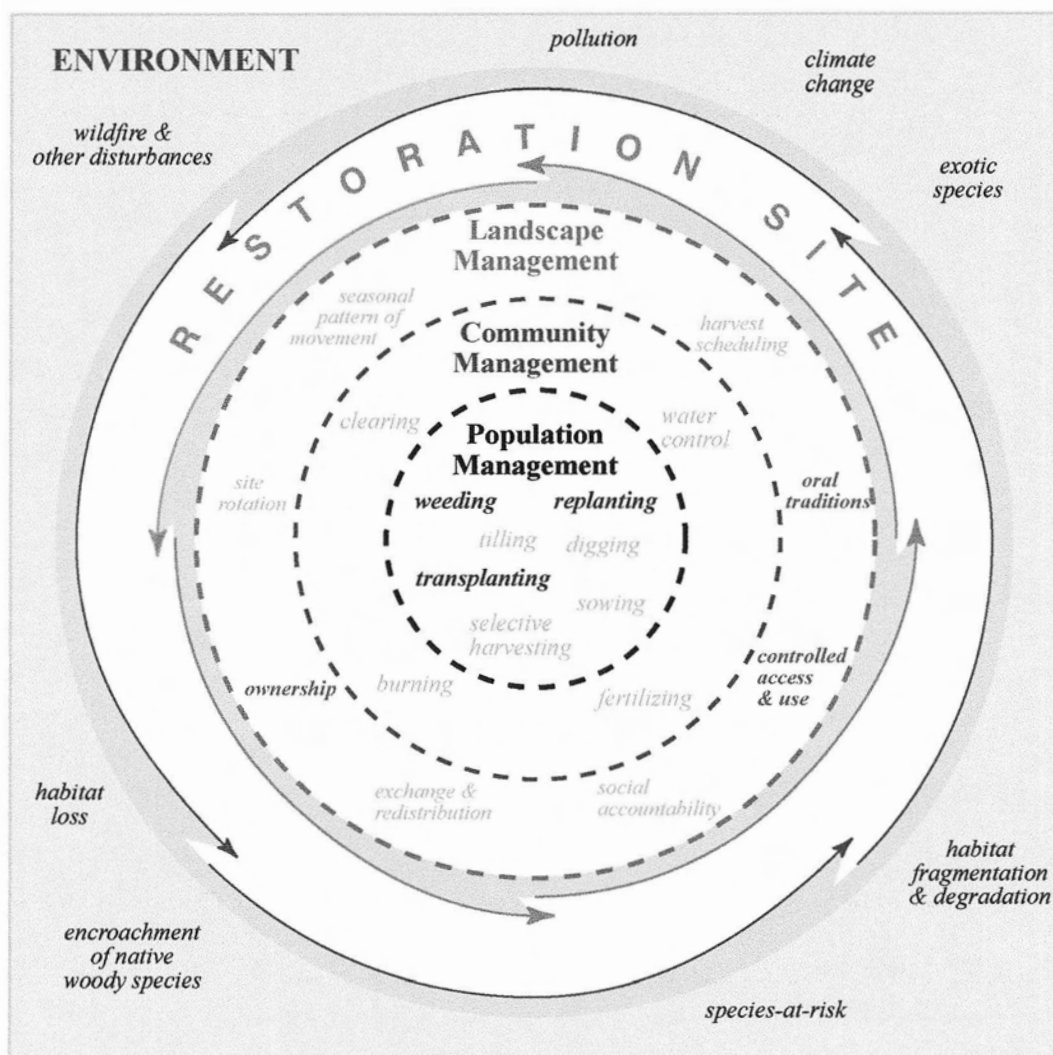 pollution
ENVIRONMENT
climate
change
wildfire &
other disturbances
exotic
species
RESTORATION SITE
Landscape
Management
seasonal
pattern of
movement
harvest
scheduling
Community
Management
clearing
water
control
Population
Management
site
rotation
oral
traditions
weeding
replanting
tilling
digging
transplanting
sowing
selective
harvesting
controlled
access
& use
ownership
burning
fertilizing
exchange &
redistribution
social
accountability
habitat
loss
habitat
fragmentation
& degradation
encroachment
of native
woody species
species-at-risk